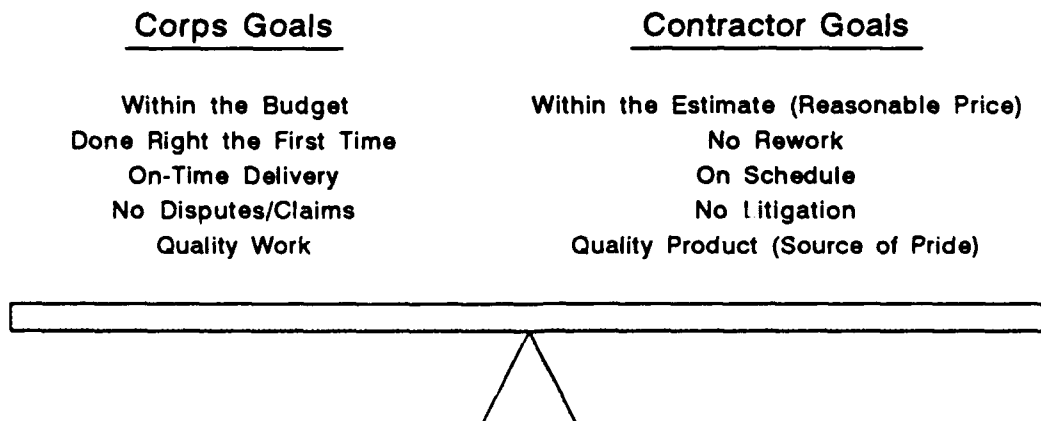 Corps Goals
Within the Budget
Done Right the First Time
On-Time Delivery
No Disputes/Claims
Quality Work
Contractor Goals
Within the Estimate (Reasonable Price)
No Rework
On Schedule
No Litigation
Quality Product (Source of Pride)